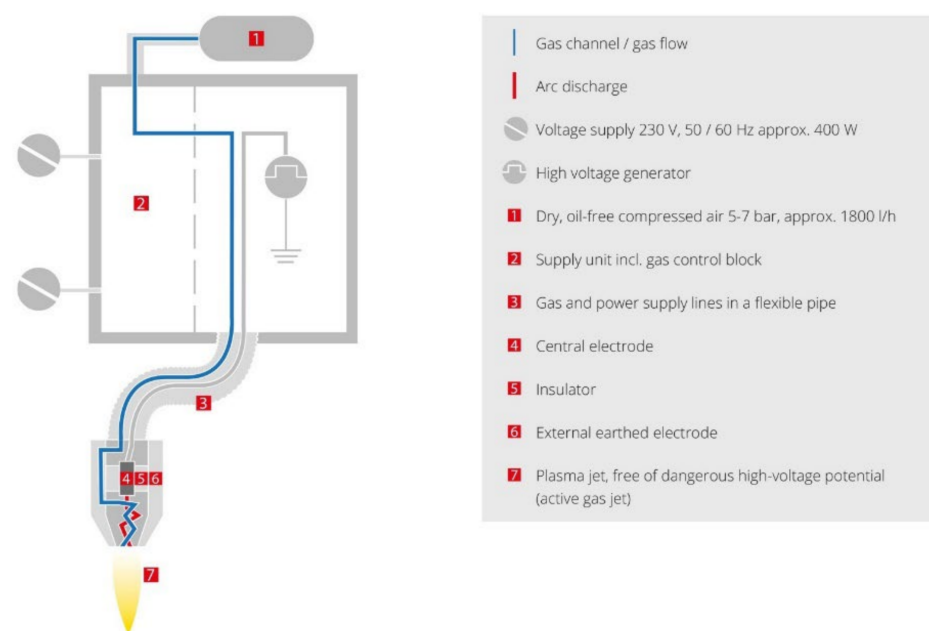 1
2
3
4 5 6
7
Gas channel / gas flow
Arc discharge
Voltage supply 230 V, 50 / 60 Hz approx. 400 W
High voltage generator
1 Dry, oil-free compressed air 5-7 bar, approx. 1800 l/h
2 Supply unit incl. gas control block
3 Gas and power supply lines in a flexible pipe
4 Central electrode
5 Insulator
6 External earthed electrode
7 Plasma jet, free of dangerous high-voltage potential
(active gas jet)